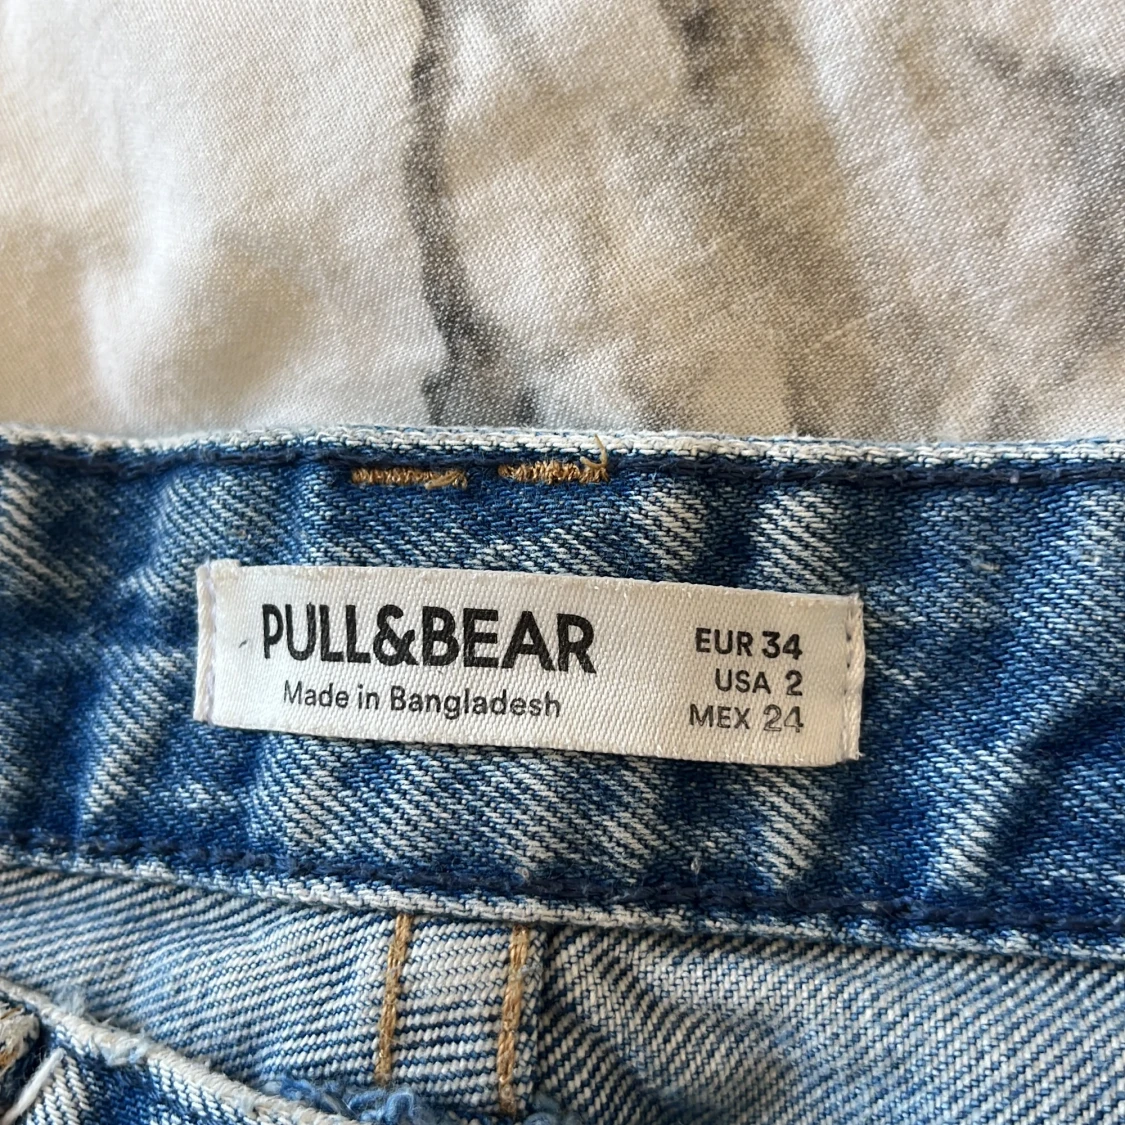 PULL&BEAR
Made in Bangladesh
EUR 34
USA 2
MEX 24